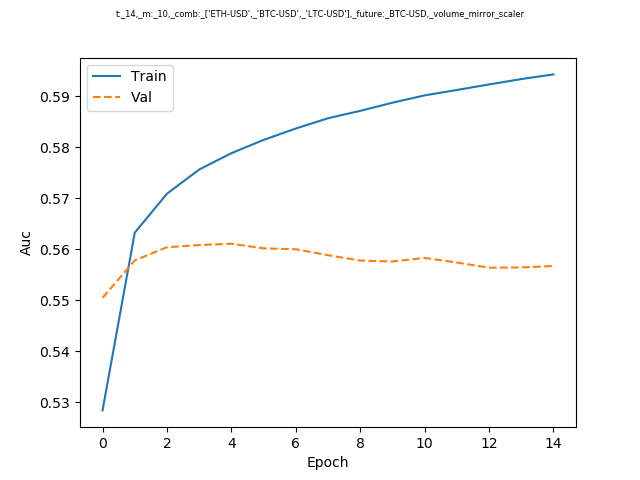 t:_14,_m:_10,_comb:_['ETH-USD',_'BTC-USD',_'LTC-USD'],_future:_BTC-USD,_volume_mirror_scaler
Train
Val
0.59
0.58
0.57
0.56
0.55
0.54
0.53
Auc
0 2 4 6 8 10 12 14
Epoch